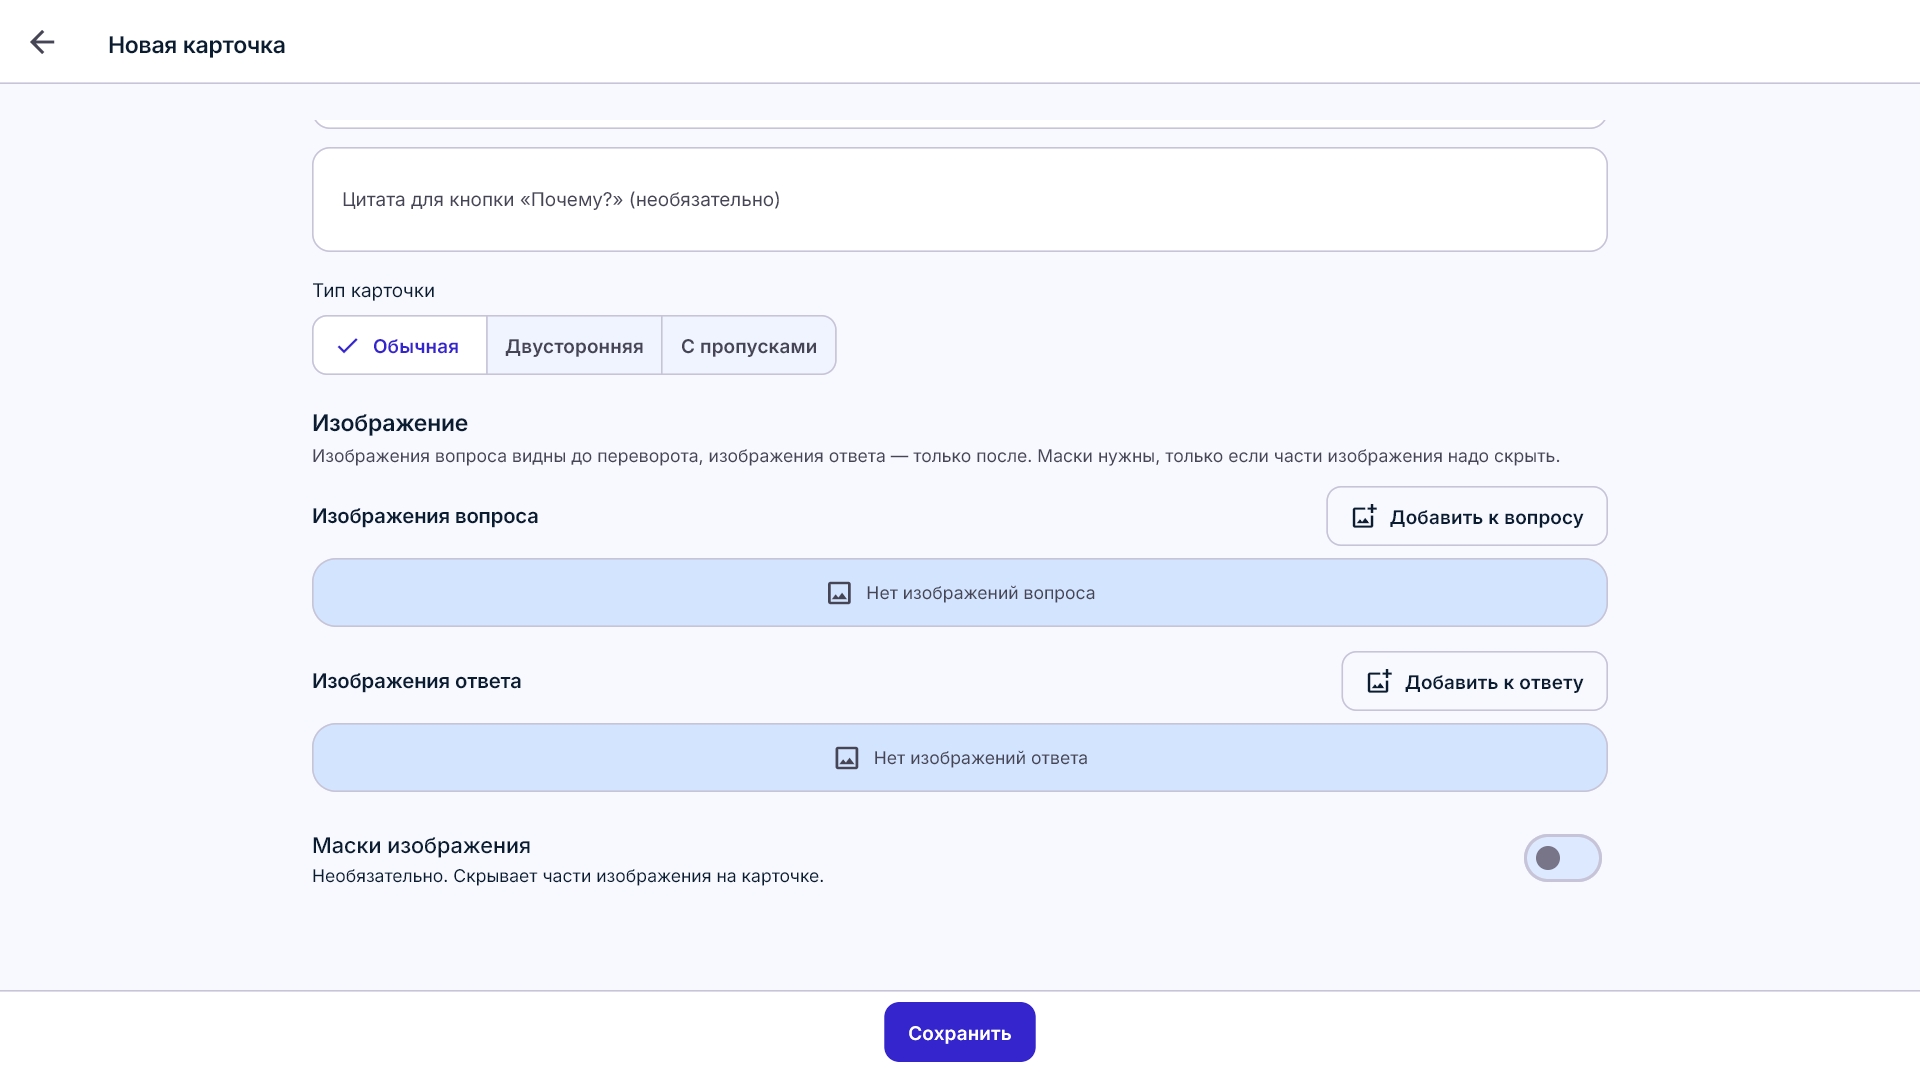 Новая карточка
Цитата для кнопки «Почему?» (необязательно)
Тип карточки
Обычная
Двусторонняя
С пропусками
Изображение
Изображения вопроса видны до переворота, изображения ответа — только после. Маски нужны, только если части изображения надо скрыть.
Изображения вопроса
Добавить к вопросу
Нет изображений вопроса
Изображения ответа
Добавить к ответу
Нет изображений ответа
Маски изображения
Необязательно. Скрывает части изображения на карточке.
Сохранить